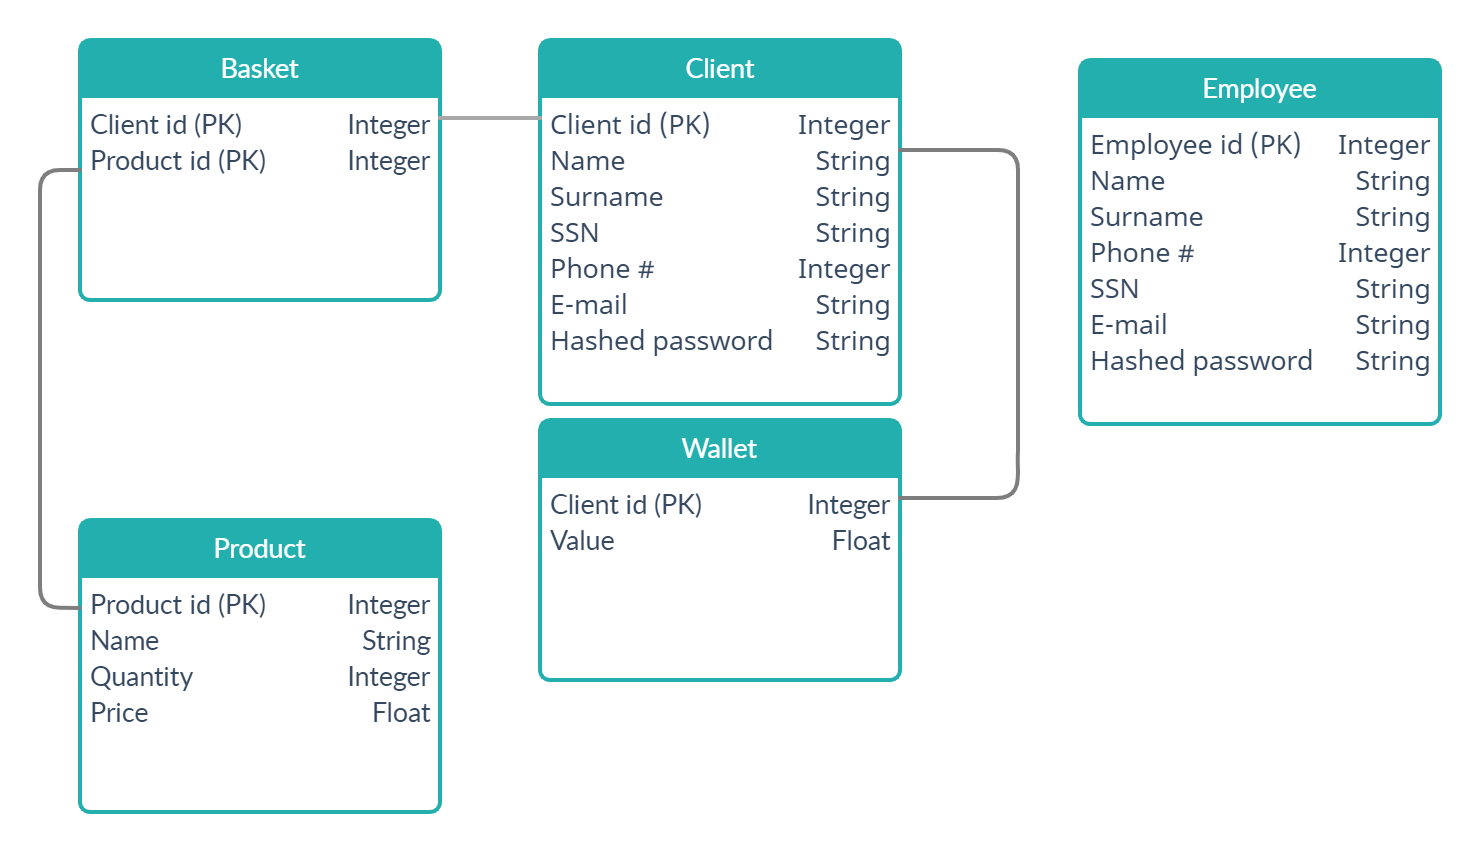 Basket
Client id (PK) Integer
Product id (PK) Integer
Client
Client id (PK) Integer
Name String
Surname String
SSN String
Phone # Integer
E-mail String
Hashed password String
Employee
Employee id (PK) Integer
Name String
Surname String
Phone # Integer
SSN String
E-mail String
Hashed password String
Wallet
Client id (PK) Integer
Value Float
Product
Product id (PK) Integer
Name String
Quantity Integer
Price Float